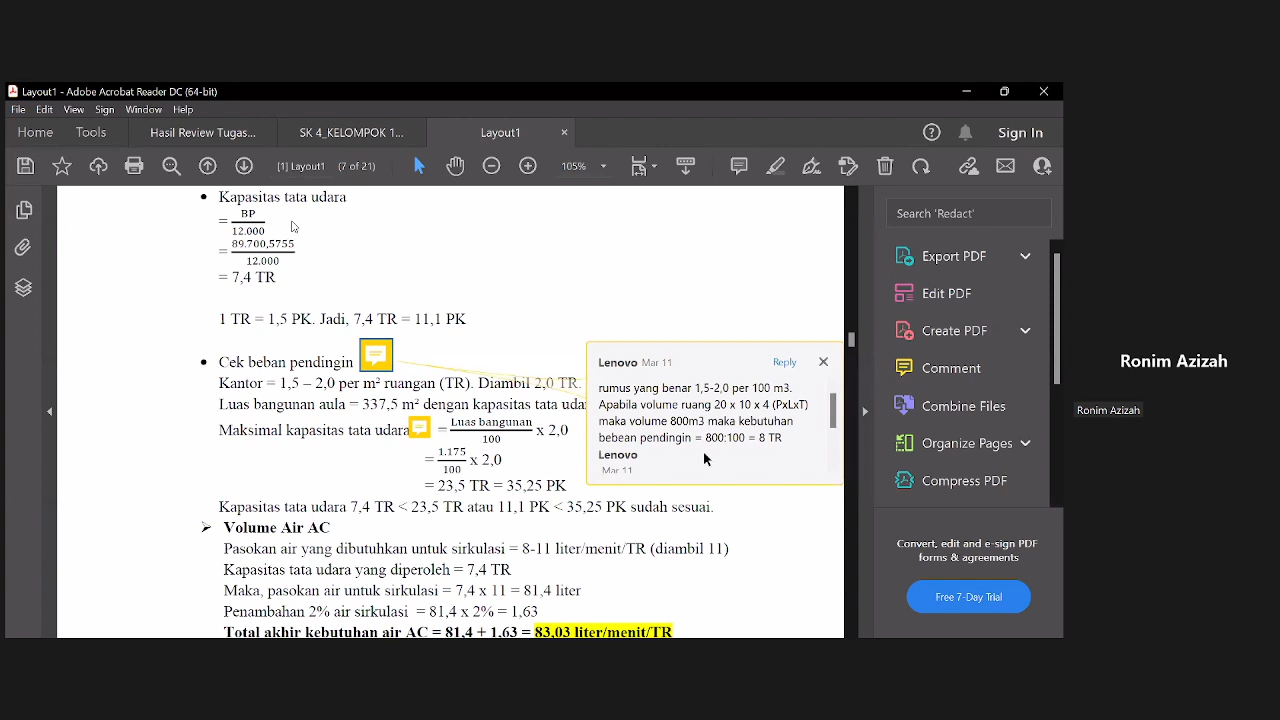 Layout1 - Adobe Acrobat Reader DC (64-bit)
File Edit View Sign Window Help
Home Tools Hasil Review Tugas... SK 4_KELOMPOK 1... Layout1 × ? Sign In
[1] Layout1 (7 of 21) 105%
• Kapasitas tata udara
= BP
12.000
= 89.700,5755
12.000
= 7,4 TR
1 TR = 1,5 PK. Jadi, 7,4 TR = 11,1 PK
• Cek beban pendingin
Kantor = 1,5 – 2,0 per m² ruangan (TR). Diambil 2,0 TR.
Luas bangunan aula = 337,5 m² dengan kapasitas tata
Maksimal kapasitas tata udara = Luas bangunan
100
x 2,0
= 1.175
100
x 2,0
= 23,5 TR = 35,25 PK
Kapasitas tata udara 7,4 TR < 23,5 TR atau 11,1 PK < 35,25 PK sudah sesuai.
➢ Volume Air AC
Pasokan air yang dibutuhkan untuk sirkulasi = 8-11 liter/menit/TR (diambil 11)
Kapasitas tata udara yang diperoleh = 7,4 TR
Maka, pasokan air untuk sirkulasi = 7,4 x 11 = 81,4 liter
Penambahan 2% air sirkulasi = 81,4 x 2% = 1,63
Total akhir kebutuhan air AC = 81,4 + 1,63 = 83,03 liter/menit/TR
Lenovo Mar 11 Reply
rumus yang benar 1,5-2,0 per 100 m3.
Apabila volume ruang 20 x 10 x 4 (PxLxT)
maka volume 800m3 maka kebutuhan
bebean pendingin = 800:100 = 8 TR
Lenovo
Mar 11
Search 'Redact'
Export PDF
Edit PDF
Create PDF
Comment
Combine Files
Organize Pages
Compress PDF
Convert, edit and e-sign PDF
forms & agreements
Free 7-Day Trial
Ronim Azizah
Ronim Azizah